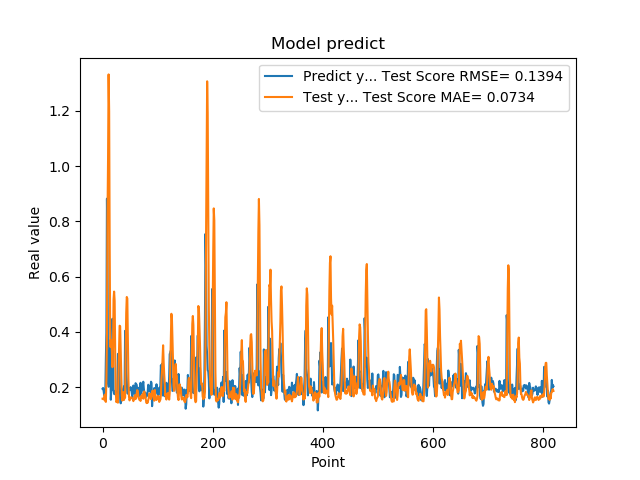 Model predict
Predict y... Test Score RMSE= 0.1394
Test y... Test Score MAE= 0.0734
Real value
1.2
1.0
0.8
0.6
0.4
0.2
0 200 400 600 800
Point